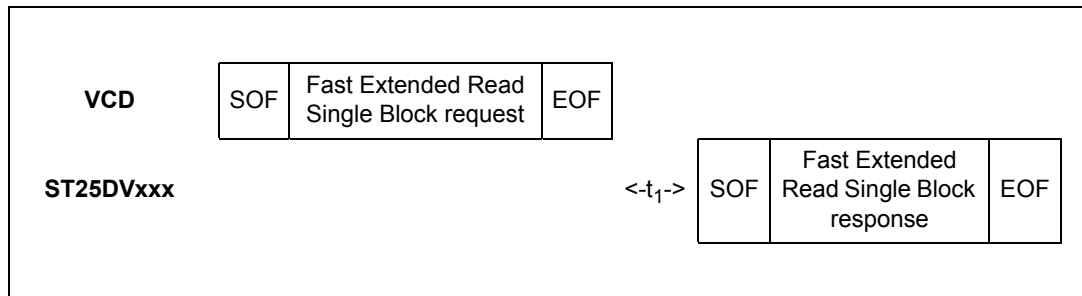 VCD
SOF
Fast Extended Read
Single Block request
EOF
ST25DVxxx
<-t1->
SOF
Fast Extended
Read Single Block
response
EOF